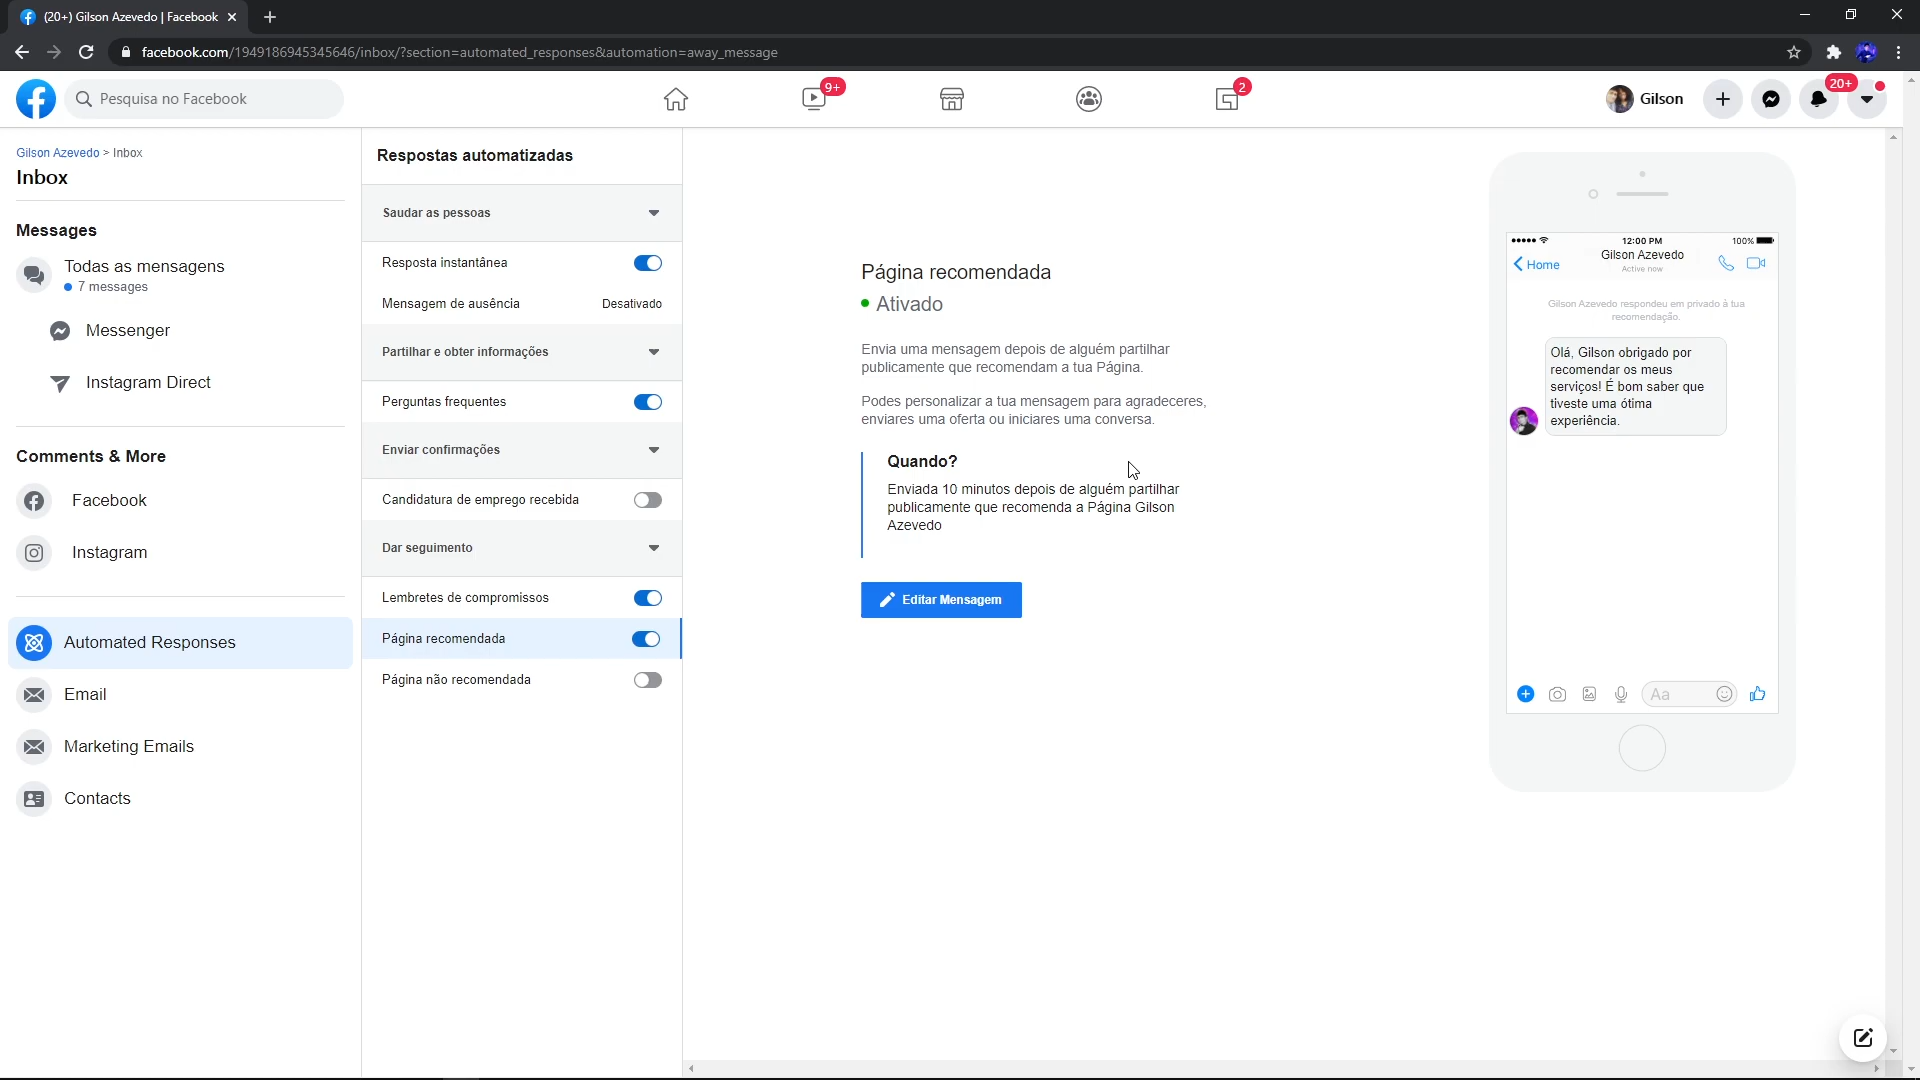 (20+) Gilson Azevedo | Facebook
facebook.com/1949186945345646/inbox/?section=automated_responses&automation=away_message
Pesquisa no Facebook
9+
2
Gilson
20+
Gilson Azevedo > Inbox
Inbox
Messages
Todas as mensagens
7 messages
Messenger
Instagram Direct
Comments & More
Facebook
Instagram
Automated Responses
Email
Marketing Emails
Contacts
Respostas automatizadas
Saudar as pessoas
Resposta instantânea
Mensagem de ausência Desativado
Partilhar e obter informações
Perguntas frequentes
Enviar confirmações
Candidatura de emprego recebida
Dar seguimento
Lembretes de compromissos
Página recomendada
Página não recomendada
Página recomendada
Ativado
Envia uma mensagem depois de alguém partilhar
publicamente que recomendam a tua Página.
Podes personalizar a tua mensagem para agradeceres,
enviares uma oferta ou iniciares uma conversa.
Quando?
Enviada 10 minutos depois de alguém partilhar
publicamente que recomenda a Página Gilson
Azevedo
Editar Mensagem
12:00 PM
100%
Home
Gilson Azevedo
Active now
Gilson Azevedo respondeu em privado à tua
recomendação.
Olá, Gilson obrigado por
recomendar os meus
serviços! É bom saber que
tiveste uma ótima
experiência.
Aa